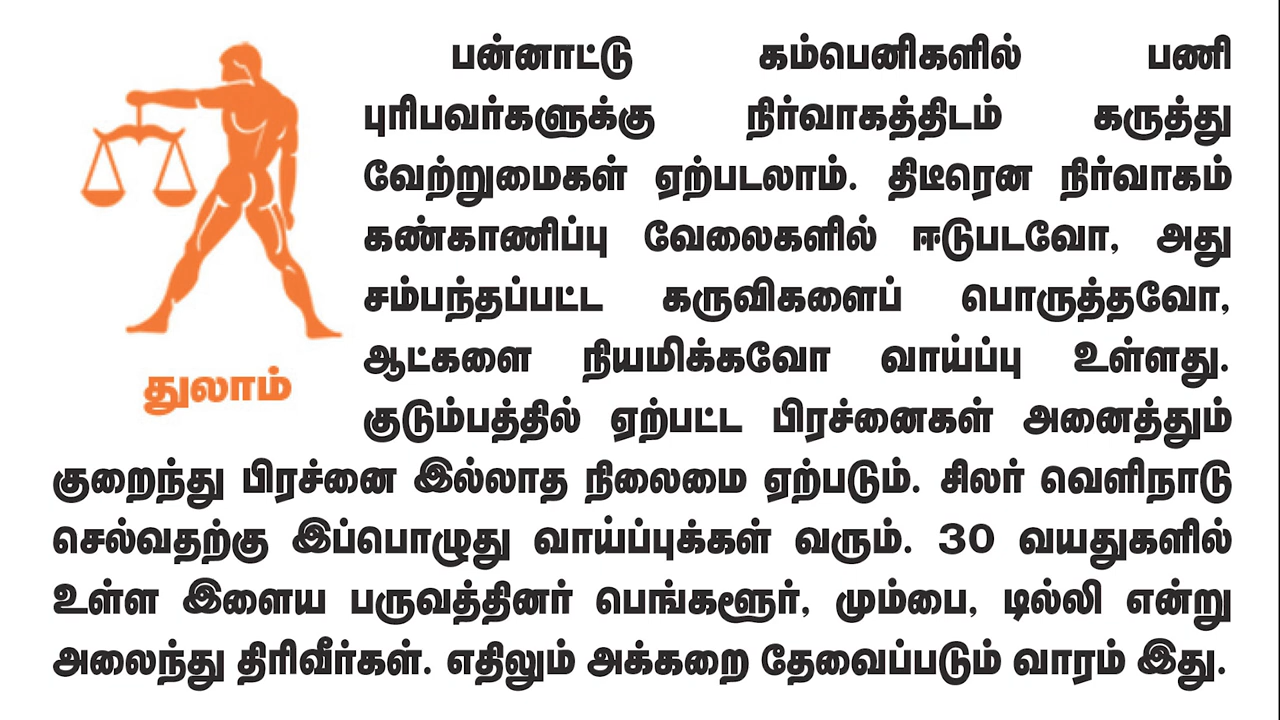 பன்னாட்டு கம்பெனிகளில் பணி
புரிபவர்களுக்கு நிர்வாகத்திடம் கருத்து
வேற்றுமைகள் ஏற்படலாம். திடீரென நிர்வாகம்
கண்காணிப்பு வேலைகளில் ஈடுபடவோ, அது
சம்பந்தப்பட்ட கருவிகளைப் பொருத்தவோ,
ஆட்களை நியமிக்கவோ வாய்ப்பு உள்ளது.
துலாம்
குடும்பத்தில் ஏற்பட்ட பிரச்னைகள் அனைத்தும்
குறைந்து பிரச்னை இல்லாத நிலைமை ஏற்படும். சிலர் வெளிநாடு
செல்வதற்கு இப்பொழுது வாய்ப்புக்கள் வரும். 30 வயதுகளில்
உள்ள இளைய பருவத்தினர் பெங்களூர், மும்பை, டில்லி என்று
அலைந்து திரிவீர்கள். எதிலும் அக்கறை தேவைப்படும் வாரம் இது.